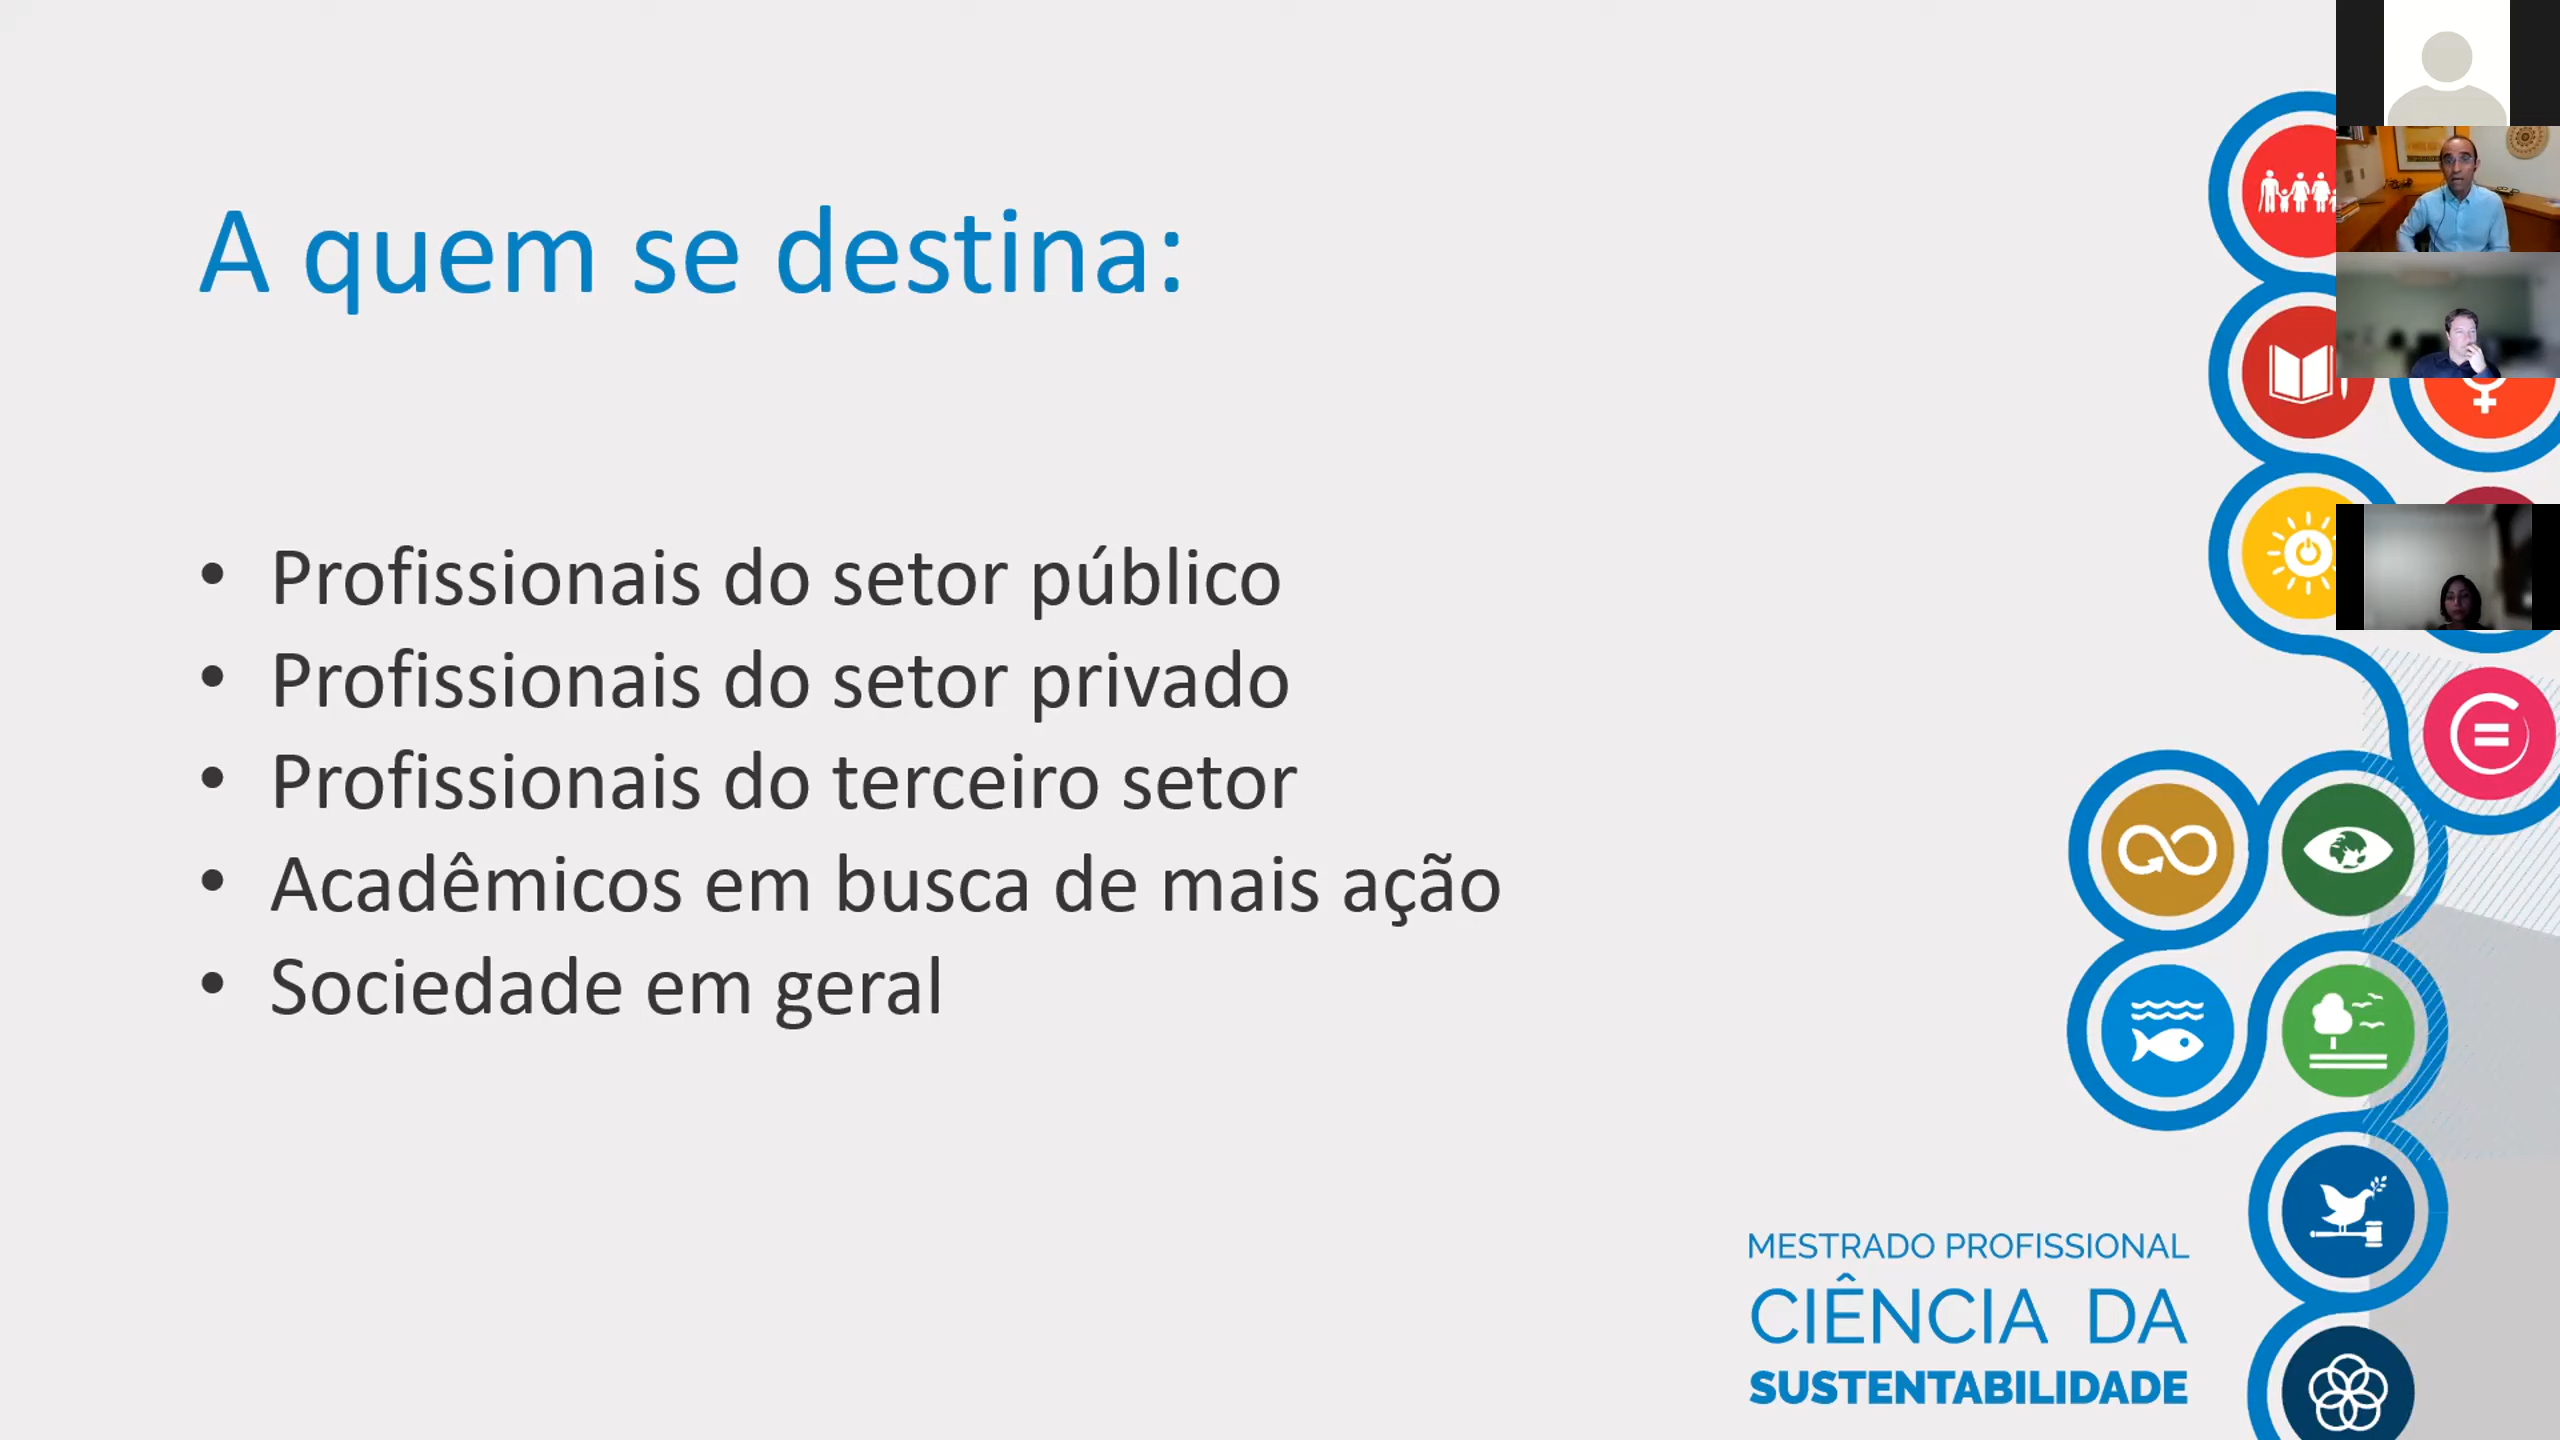 A quem se destina:
• Profissionais do setor público
• Profissionais do setor privado
• Profissionais do terceiro setor
• Acadêmicos em busca de mais ação
• Sociedade em geral
MESTRADO PROFISSIONAL
CIÊNCIA DA
SUSTENTABILIDADE